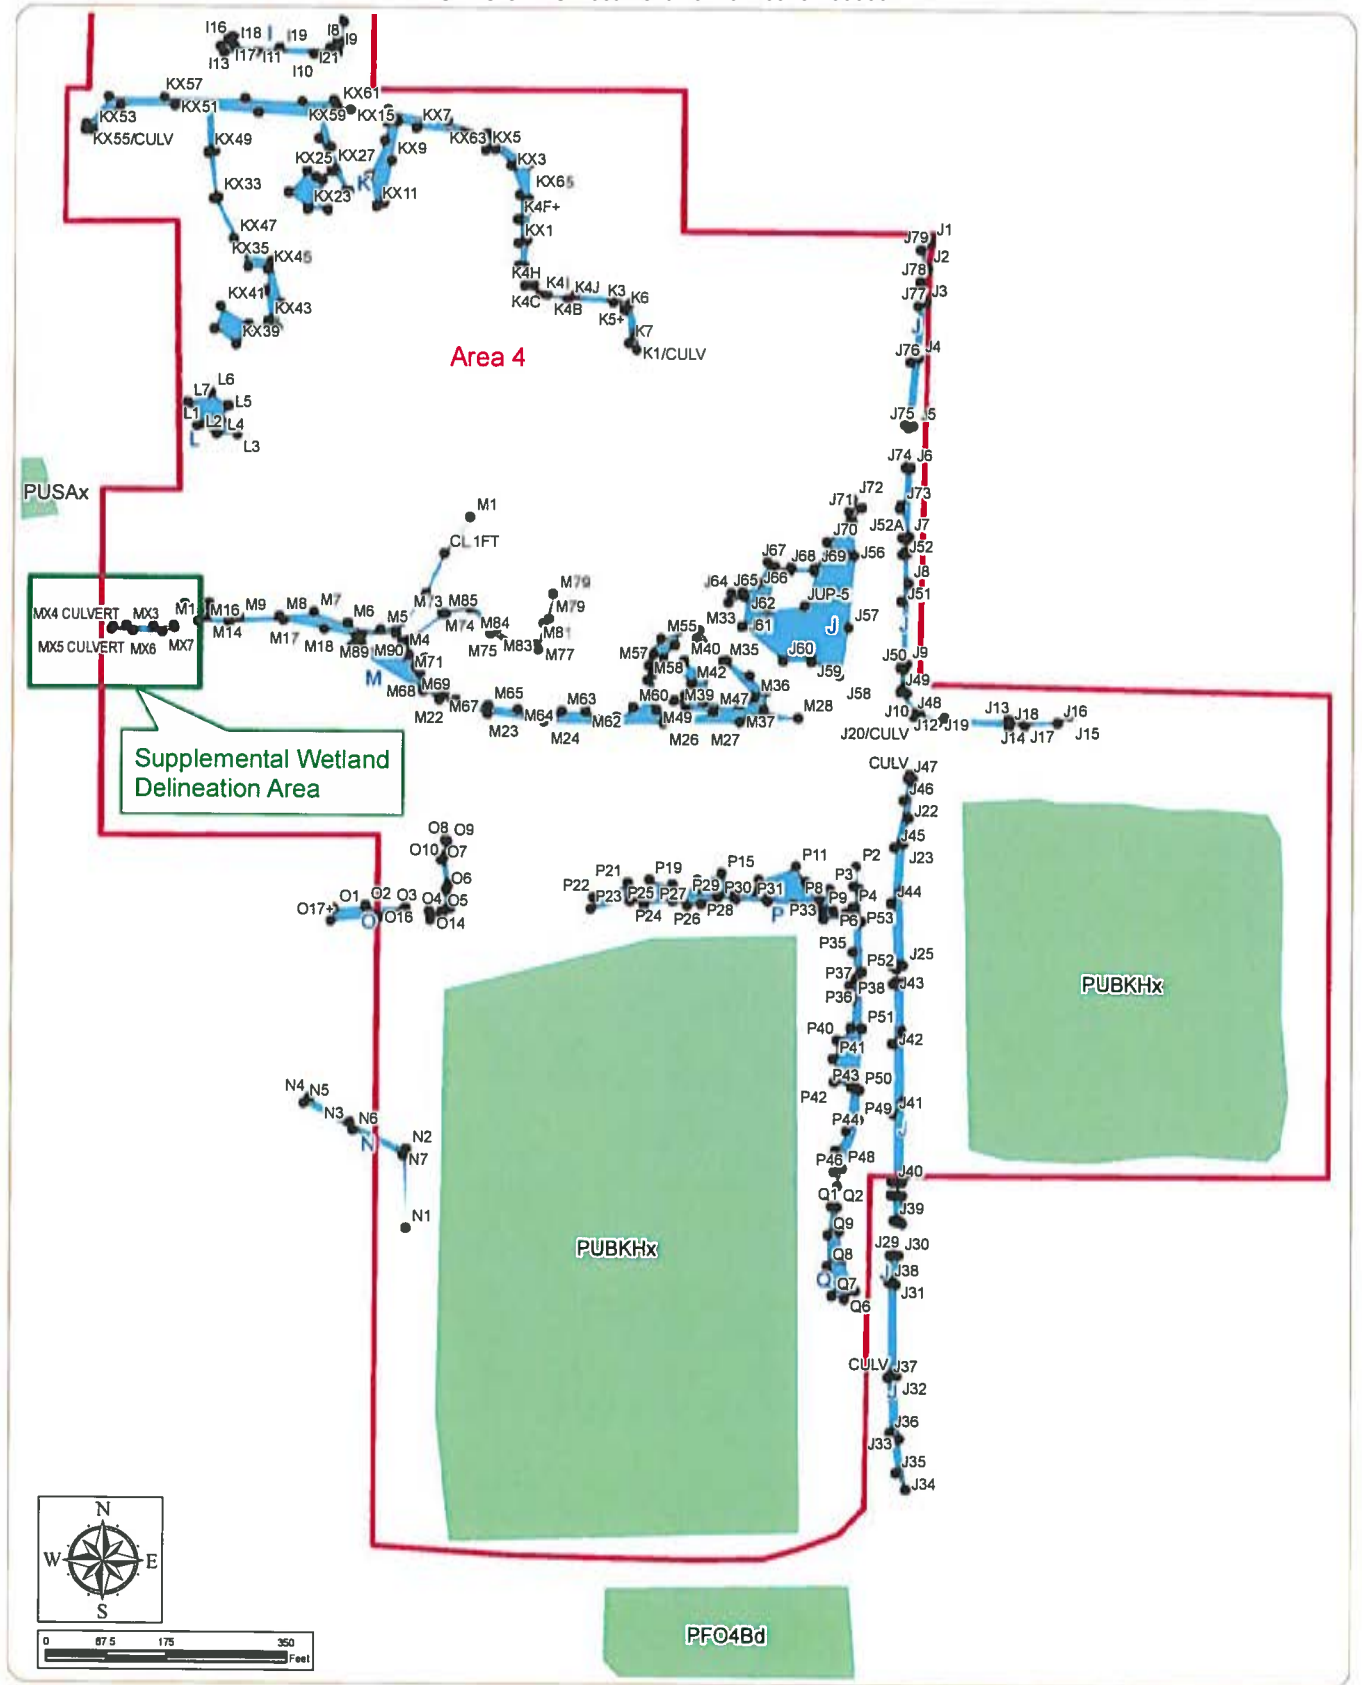 I16
I18
I
I19
I8
I9
I17
I11
I21
I13
I10
KX57
KX61
KX53
KX51
KX59
KX15
KX7
KX55/CULV
KX63
KX5
KX49
KX25
KX27
KX9
KX3
K
KX65
KX33
KX23
KX11
K4F+
KX47
KX1
KX35
KX45
K4H
K4I
K4J
K3
K6
KX41
K4C
K4B
K5+
KX43
KX39
K7
K1/CULV
Area 4
J1
J79
J2
J78
J77
J3
J
J4
J76
J75
J5
J74
J6
L6
L7
L5
L1
L2
L4
L
L3
PUSAx
M1
CL 1FT
J72
J71
J73
J52A
J7
J70
J52
J56
J67
J68
J69
J66
J8
J64
J65
J51
J62
JUP-5
J57
M33
J61
J
J
J60
J59
J50
J9
J58
J49
MX4 CULVERT
MX3
M1
M16
M9
M8
M7
M6
M5
M73
M85
M79
M79
M14
M17
M74
M84
M81
M55
MX5 CULVERT
MX6
MX7
M18
M89
M90
M4
M75
M83
M77
M40
M57
M58
M35
M71
M
M68
M69
M42
M36
M22
M67
M65
M63
M60
M39
M47
M28
M64
M62
M49
M37
M23
M24
M26
M27
J48
J10
J12
J19
J13
J18
J16
J20/CULV
J14
J17
J15
Supplemental Wetland
Delineation Area
CULV
J47
J46
J22
J45
J23
O8
O9
O10
O7
O6
O1
O2
O3
O4
O5
O17+
O
O16
O14
P11
P2
P15
P21
P19
P3
P22
P29
P31
P8
P4
J44
P23
P25
P27
P30
P9
P24
P26
P28
P
P33
P6
P53
P35
P52
J25
P37
P38
J43
P36
P40
P51
J42
P41
P43
P50
P42
J41
P49
P44
J
P46
P48
J40
Q1
Q2
J39
Q9
J29
J30
Q8
J
J38
Q
Q7
J31
Q6
PUBKHx
N4
N5
N3
N6
N
N2
N7
N1
PUBKHx
CULV
J37
J
J32
J36
J33
J35
J34
PFO4Bd
N
W
E
S
0
87.5
175
350
Feet